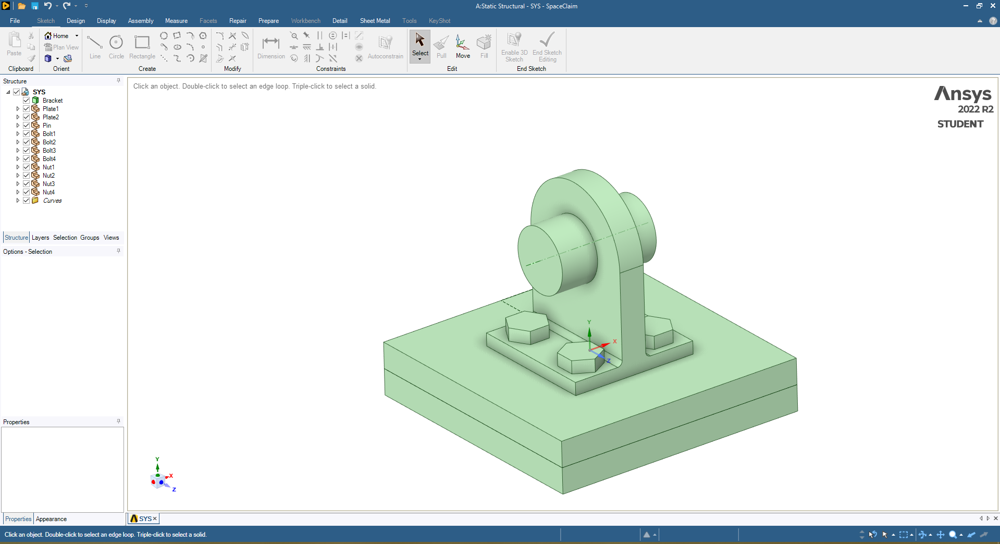 A:Static Structural - SYS - SpaceClaim
File Sketch Design Display Assembly Measure Facets Repair Prepare Workbench Detail Sheet Metal Tools KeyShot
Paste
Clipboard
Home
Plan View
Orient
Line Circle Rectangle
Create
Modify
Dimension
Autoconstrain
Constraints
Select Pull Move Fill
Edit
Enable 3D Sketch
End Sketch Editing
End Sketch
Structure
SYS
Bracket
Plate1
Plate2
Pin
Bolt1
Bolt2
Bolt3
Bolt4
Nut1
Nut2
Nut3
Nut4
Curves
Structure Layers Selection Groups Views
Options - Selection
Properties
Properties Appearance
Click an object. Double-click to select an edge loop. Triple-click to select a solid.
Ansys
2022 R2
STUDENT
Y
X
Z
Y
X
Z
SYS
Click an object. Double-click to select an edge loop. Triple-click to select a solid.